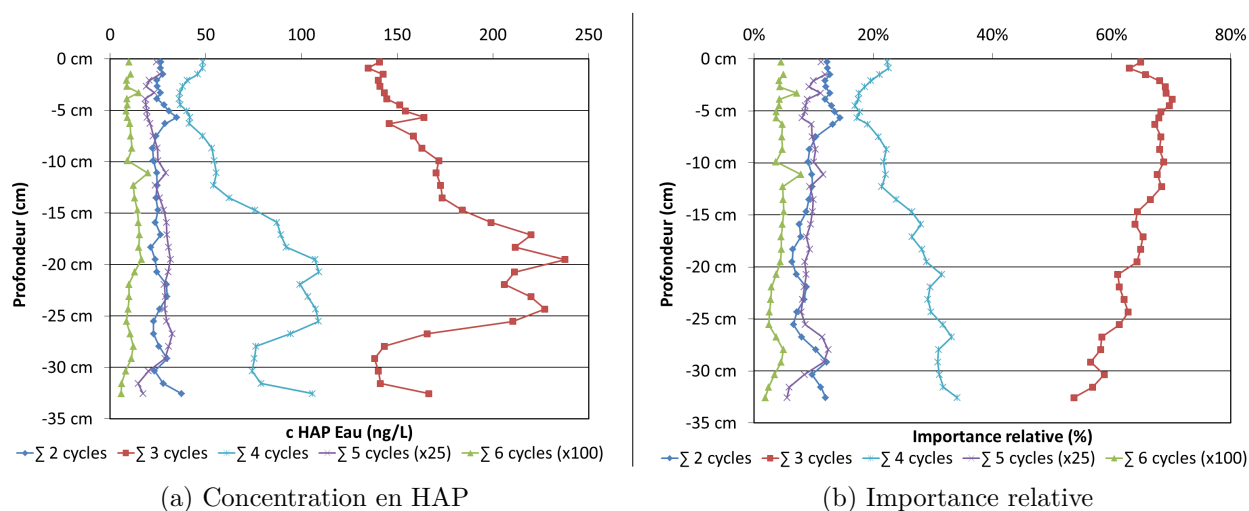 0 50 100 150 200 250
0 cm
-5 cm
-10 cm
-15 cm
-20 cm
-25 cm
-30 cm
-35 cm
Profondeur (cm)
c HAP Eau (ng/L)
∑ 2 cycles ∑ 3 cycles ∑ 4 cycles ∑ 5 cycles (x25) ∑ 6 cycles (x100)
(a) Concentration en HAP
0% 20% 40% 60% 80%
0 cm
-5 cm
-10 cm
-15 cm
-20 cm
-25 cm
-30 cm
-35 cm
Profondeur (cm)
Importance relative (%)
∑ 2 cycles ∑ 3 cycles ∑ 4 cycles ∑ 5 cycles (x25) ∑ 6 cycles (x100)
(b) Importance relative